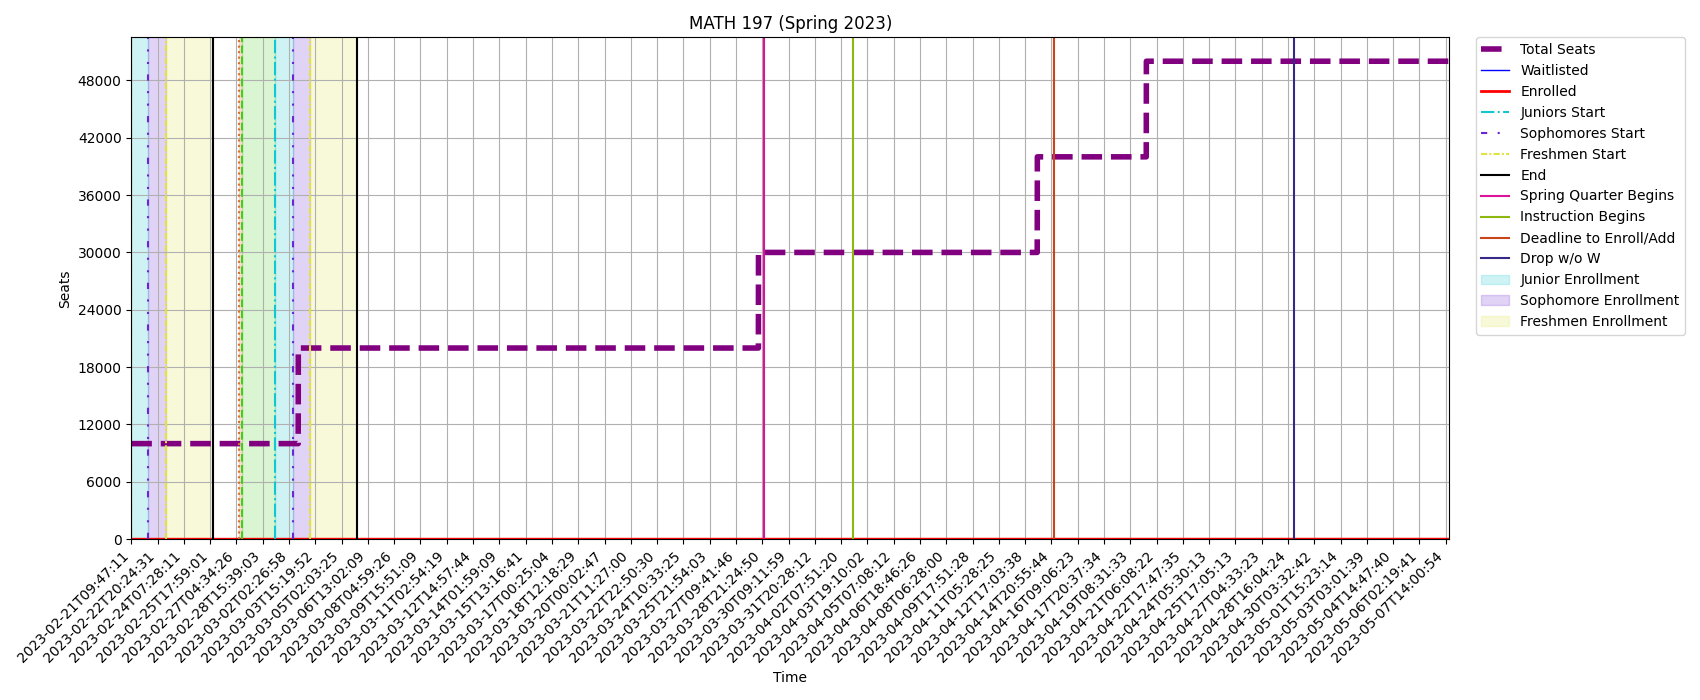 MATH 197 (Spring 2023)
Seats
48000
42000
36000
30000
24000
18000
12000
6000
0
2023-02-21T09:47:11
2023-02-22T20:24:31
2023-02-24T07:28:11
2023-02-25T17:59:01
2023-02-27T04:34:26
2023-02-28T15:39:03
2023-03-02T02:26:58
2023-03-03T15:19:52
2023-03-05T02:03:25
2023-03-06T13:02:09
2023-03-08T04:59:26
2023-03-09T15:51:09
2023-03-11T02:54:19
2023-03-12T14:57:44
2023-03-14T01:59:09
2023-03-15T13:16:41
2023-03-17T00:25:04
2023-03-18T12:18:29
2023-03-20T00:02:47
2023-03-21T11:27:00
2023-03-22T22:50:30
2023-03-24T10:33:25
2023-03-25T21:54:03
2023-03-27T09:41:46
2023-03-28T21:24:50
2023-03-30T09:11:59
2023-03-31T20:28:12
2023-04-02T07:51:20
2023-04-03T19:10:02
2023-04-05T07:08:12
2023-04-06T18:46:26
2023-04-08T06:28:00
2023-04-09T17:51:28
2023-04-11T05:28:25
2023-04-12T17:03:38
2023-04-14T20:55:44
2023-04-16T09:06:23
2023-04-17T20:37:34
2023-04-19T08:31:33
2023-04-21T06:08:22
2023-04-22T17:47:35
2023-04-24T05:30:13
2023-04-25T17:05:13
2023-04-27T04:33:23
2023-04-28T16:04:24
2023-04-30T03:32:42
2023-05-01T15:23:14
2023-05-03T03:01:39
2023-05-04T14:47:40
2023-05-06T02:19:41
2023-05-07T14:00:54
Time
Total Seats
Waitlisted
Enrolled
Juniors Start
Sophomores Start
Freshmen Start
End
Spring Quarter Begins
Instruction Begins
Deadline to Enroll/Add
Drop w/o W
Junior Enrollment
Sophomore Enrollment
Freshmen Enrollment